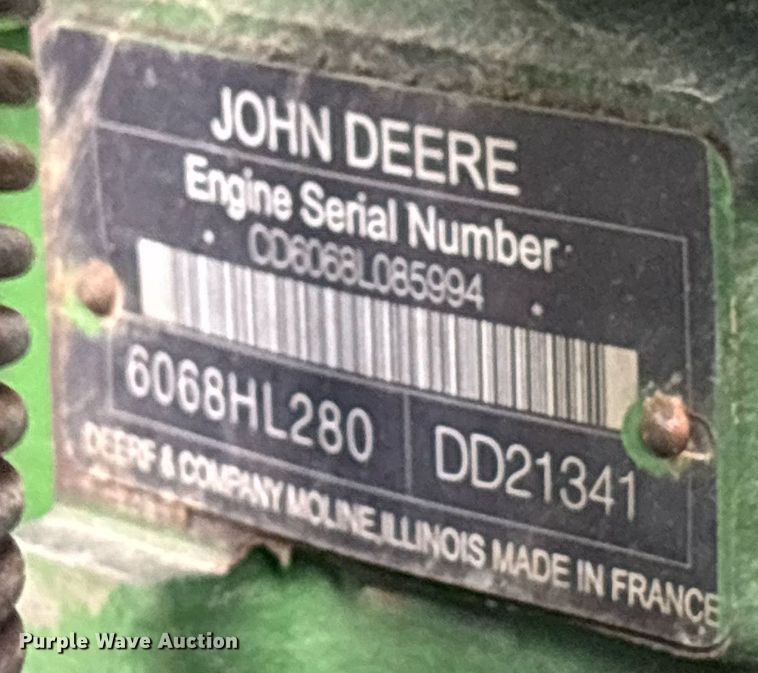 JOHN DEERE
Engine Serial Number
* CD6068L085994 *
6068HL280 DD21341
DEERE & COMPANY MOLINE, ILLINOIS MADE IN FRANCE
Purple Wave Auction